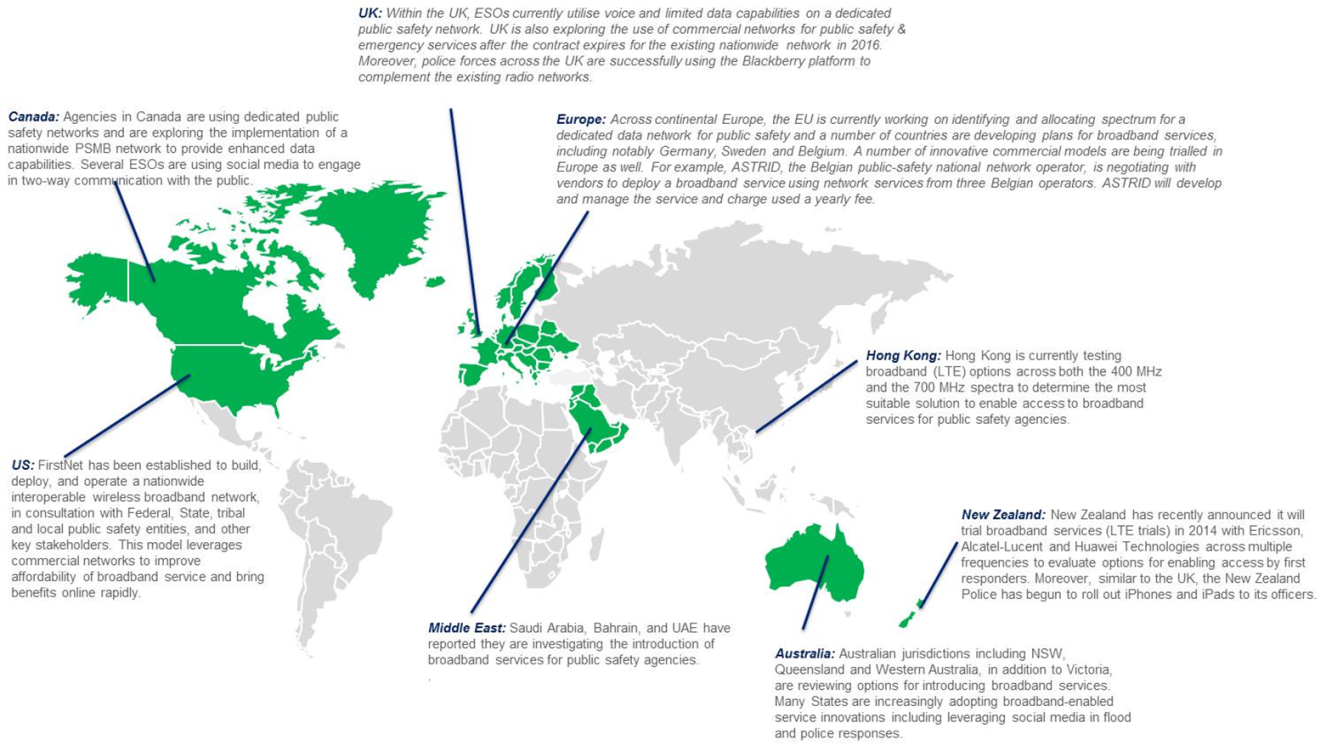 UK: Within the UK, ESOs currently utilise voice and limited data capabilities on a dedicated
public safety network. UK is also exploring the use of commercial networks for public safety &
emergency services after the contract expires for the existing nationwide network in 2016.
Moreover, police forces across the UK are successfully using the Blackberry platform to
complement the existing radio networks.
Canada: Agencies in Canada are using dedicated public
safety networks and are exploring the implementation of a
nationwide PSMB network to provide enhanced data
capabilities. Several ESOs are using social media to engage
in two-way communication with the public.
Europe: Across continental Europe, the EU is currently working on identifying and allocating spectrum for a
dedicated data network for public safety and a number of countries are developing plans for broadband services,
including notably Germany, Sweden and Belgium. A number of innovative commercial models are being trialled in
Europe as well. For example, ASTRID, the Belgian public-safety national network operator, is negotiating with
vendors to deploy a broadband service using network services from three Belgian operators. ASTRID will develop
and manage the service and charge used a yearly fee.
Hong Kong: Hong Kong is currently testing
broadband (LTE) options across both the 400 MHz
and the 700 MHz spectra to determine the most
suitable solution to enable access to broadband
services for public safety agencies.
US: FirstNet has been established to build,
deploy, and operate a nationwide
interoperable wireless broadband network,
in consultation with Federal, State, tribal
and local public safety entities, and other
key stakeholders. This model leverages
commercial networks to improve
affordability of broadband service and bring
benefits online rapidly.
New Zealand: New Zealand has recently announced it will
trial broadband services (LTE trials) in 2014 with Ericsson,
Alcatel-Lucent and Huawei Technologies across multiple
frequencies to evaluate options for enabling access by first
responders. Moreover, similar to the UK, the New Zealand
Police has begun to roll out iPhones and iPads to its officers.
Middle East: Saudi Arabia, Bahrain, and UAE have
reported they are investigating the introduction of
broadband services for public safety agencies.
.
Australia: Australian jurisdictions including NSW,
Queensland and Western Australia, in addition to Victoria,
are reviewing options for introducing broadband services.
Many States are increasingly adopting broadband-enabled
service innovations including leveraging social media in flood
and police responses.